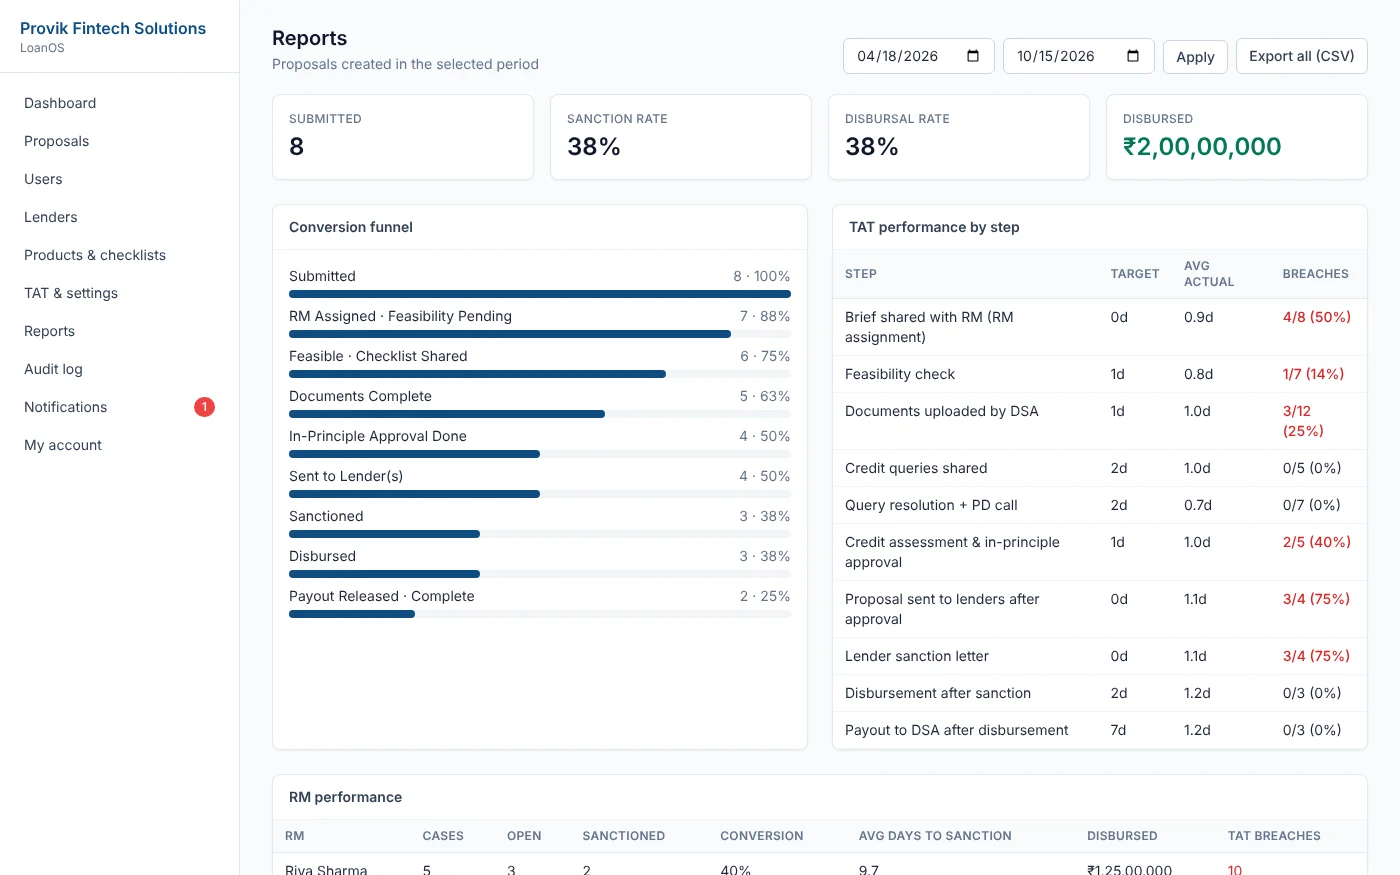 Provik Fintech Solutions
LoanOS
Dashboard
Proposals
Users
Lenders
Products & checklists
TAT & settings
Reports
Audit log
Notifications 1
My account
Reports
Proposals created in the selected period
04/18/2026 10/15/2026 Apply Export all (CSV)
SUBMITTED
8
SANCTION RATE
38%
DISBURSAL RATE
38%
DISBURSED
₹2,00,00,000
Conversion funnel
Submitted 8 · 100%
RM Assigned · Feasibility Pending 7 · 88%
Feasible · Checklist Shared 6 · 75%
Documents Complete 5 · 63%
In-Principle Approval Done 4 · 50%
Sent to Lender(s) 4 · 50%
Sanctioned 3 · 38%
Disbursed 3 · 38%
Payout Released · Complete 2 · 25%
TAT performance by step
STEP TARGET AVG ACTUAL BREACHES
Brief shared with RM (RM assignment) 0d 0.9d 4/8 (50%)
Feasibility check 1d 0.8d 1/7 (14%)
Documents uploaded by DSA 1d 1.0d 3/12 (25%)
Credit queries shared 2d 1.0d 0/5 (0%)
Query resolution + PD call 2d 0.7d 0/7 (0%)
Credit assessment & in-principle approval 1d 1.0d 2/5 (40%)
Proposal sent to lenders after approval 0d 1.1d 3/4 (75%)
Lender sanction letter 0d 1.1d 3/4 (75%)
Disbursement after sanction 2d 1.2d 0/3 (0%)
Payout to DSA after disbursement 7d 1.2d 0/3 (0%)
RM performance
RM CASES OPEN SANCTIONED CONVERSION AVG DAYS TO SANCTION DISBURSED TAT BREACHES
Riya Sharma 5 3 2 40% 9.7 ₹1,25,00,000 10